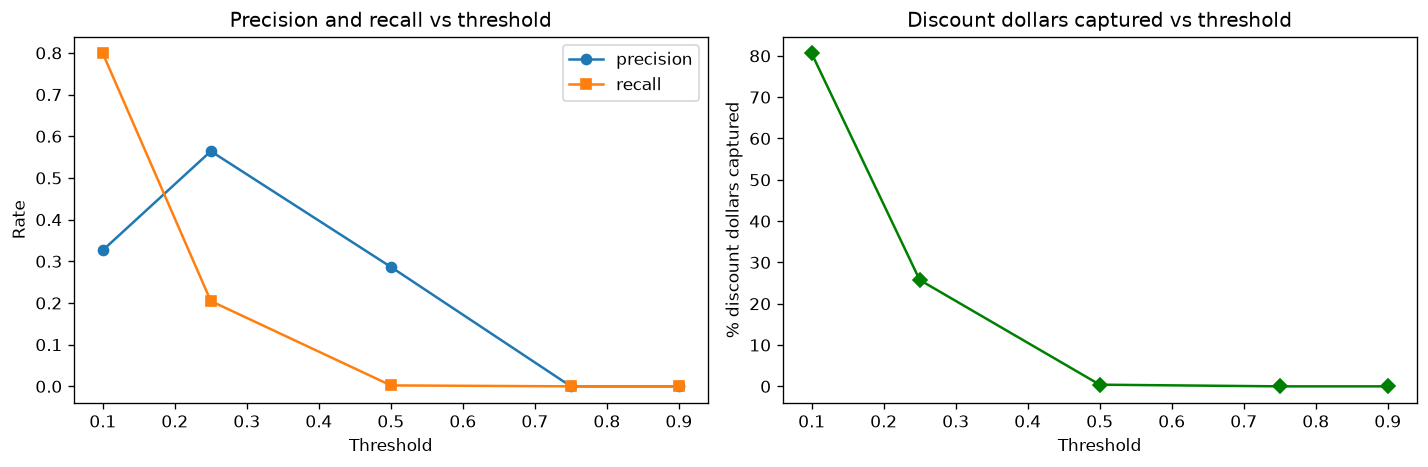 Precision and recall vs threshold
precision
recall
0.8
0.7
0.6
0.5
0.4
0.3
0.2
0.1
0.0
Rate
0.1 0.2 0.3 0.4 0.5 0.6 0.7 0.8 0.9
Threshold
Discount dollars captured vs threshold
80
70
60
50
40
30
20
10
0
% discount dollars captured
0.1 0.2 0.3 0.4 0.5 0.6 0.7 0.8 0.9
Threshold